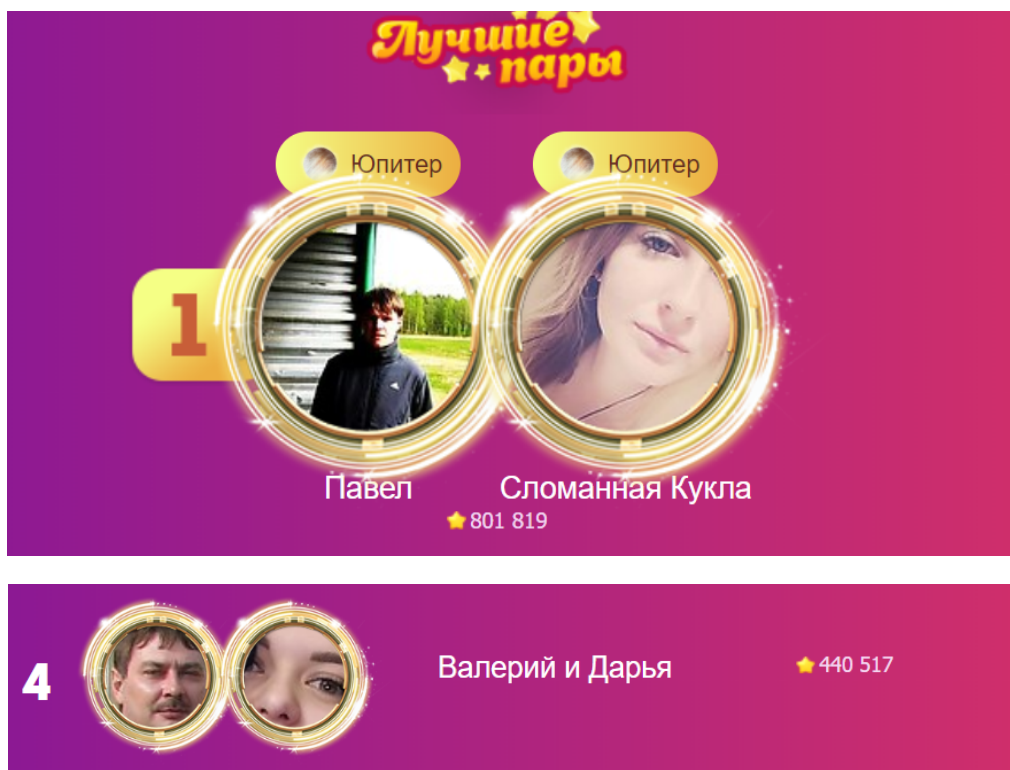 Лучшие
пары
Юпитер Юпитер
1
Павел Сломанная Кукла
801 819
4 Валерий и Дарья 440 517